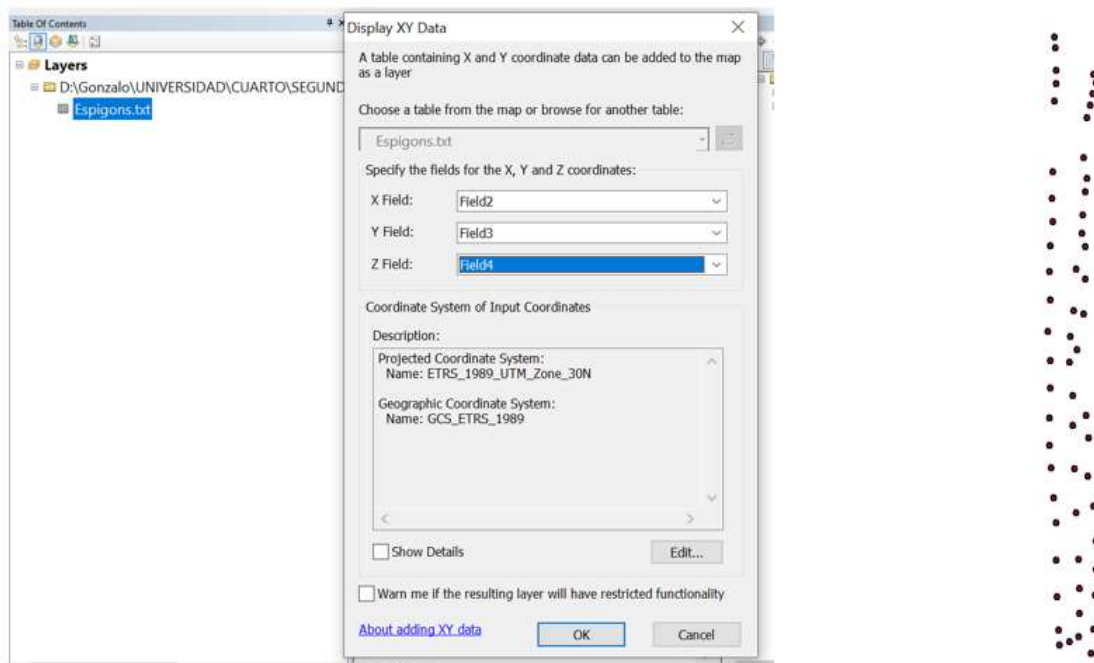 Table Of Contents
Layers
D:\Gonzalo\UNIVERSIDAD\CUARTO\SEGUND
Espigons.txt
Display XY Data
A table containing X and Y coordinate data can be added to the map
as a layer
Choose a table from the map or browse for another table:
Espigons.txt
Specify the fields for the X, Y and Z coordinates:
X Field:
Field2
Y Field:
Field3
Z Field:
Field4
Coordinate System of Input Coordinates
Description:
Projected Coordinate System:
Name: ETRS_1989_UTM_Zone_30N
Geographic Coordinate System:
Name: GCS_ETRS_1989
Show Details
Edit...
Warn me if the resulting layer will have restricted functionality
About adding XY data
OK
Cancel